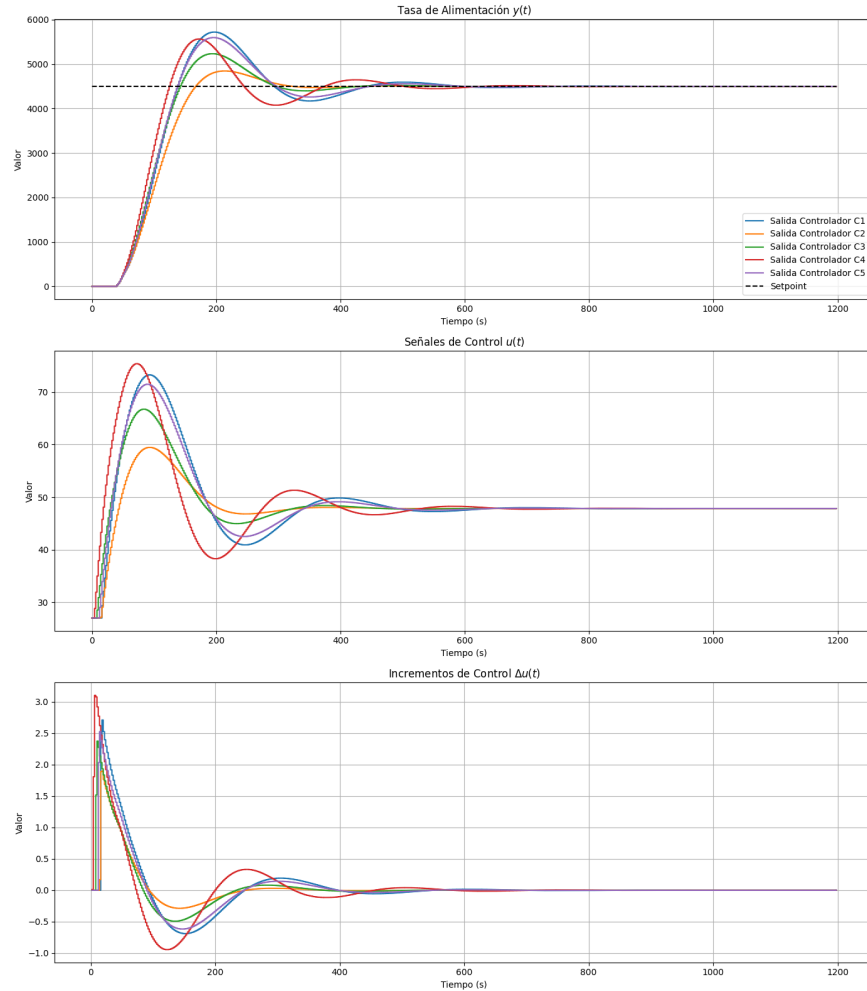 Tasa de Alimentación y(t)
6000
5000
4000
3000
2000
1000
0
Valor
0 200 400 600 800 1000 1200
Tiempo (s)
Salida Controlador C1
Salida Controlador C2
Salida Controlador C3
Salida Controlador C4
Salida Controlador C5
Setpoint
Señales de Control u(t)
70
60
50
40
30
Valor
0 200 400 600 800 1000 1200
Tiempo (s)
Incrementos de Control Δu(t)
3.0
2.5
2.0
1.5
1.0
0.5
0.0
−0.5
−1.0
Valor
0 200 400 600 800 1000 1200
Tiempo (s)